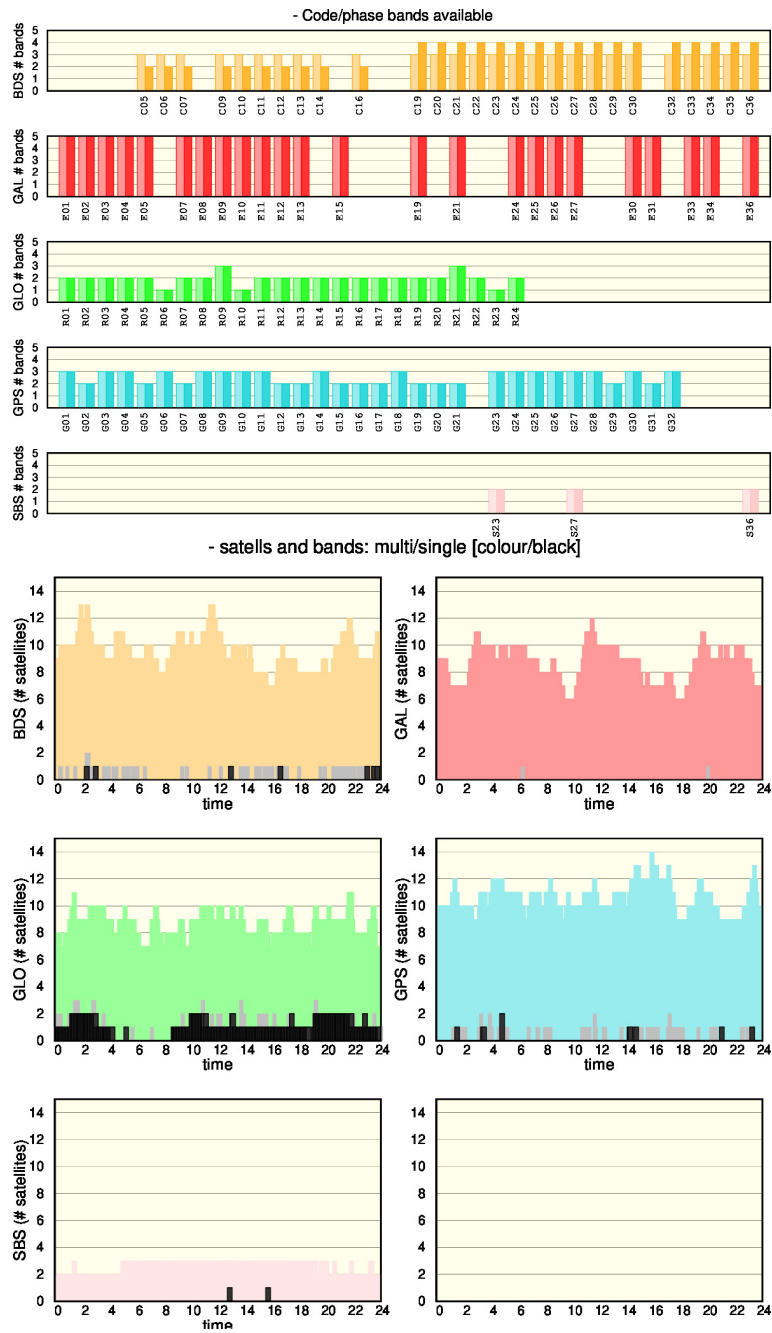 - Code/phase bands available
BDS # bands
5
4
3
2
1
0
C05 C06 C07 C09 C10 C11 C12 C13 C14 C16 C19 C20 C21 C22 C23 C24 C25 C26 C27 C28 C29 C30 C32 C33 C34 C35 C36
GAL # bands
5
4
3
2
1
0
E01 E02 E03 E04 E05 E07 E08 E09 E10 E11 E12 E13 E15 E19 E21 E24 E25 E26 E27 E30 E31 E33 E34 E36
GLO # bands
5
4
3
2
1
0
R01 R02 R03 R04 R05 R06 R07 R08 R09 R10 R11 R12 R13 R14 R15 R16 R17 R18 R19 R20 R21 R22 R23 R24
GPS # bands
5
4
3
2
1
0
G01 G02 G03 G04 G05 G06 G07 G08 G09 G10 G11 G12 G13 G14 G15 G16 G17 G18 G19 G20 G21 G23 G24 G25 G26 G27 G28 G29 G30 G31 G32
SBS # bands
5
4
3
2
1
0
S23 S27 S36
- satells and bands: multi/single [colour/black]
BDS (# satellites)
14
12
10
8
6
4
2
0
0 2 4 6 8 10 12 14 16 18 20 22 24
time
GAL (# satellites)
14
12
10
8
6
4
2
0
0 2 4 6 8 10 12 14 16 18 20 22 24
time
GLO (# satellites)
14
12
10
8
6
4
2
0
0 2 4 6 8 10 12 14 16 18 20 22 24
time
GPS (# satellites)
14
12
10
8
6
4
2
0
0 2 4 6 8 10 12 14 16 18 20 22 24
time
SBS (# satellites)
14
12
10
8
6
4
2
0
0 2 4 6 8 10 12 14 16 18 20 22 24
time
14
12
10
8
6
4
2
0
0 2 4 6 8 10 12 14 16 18 20 22 24